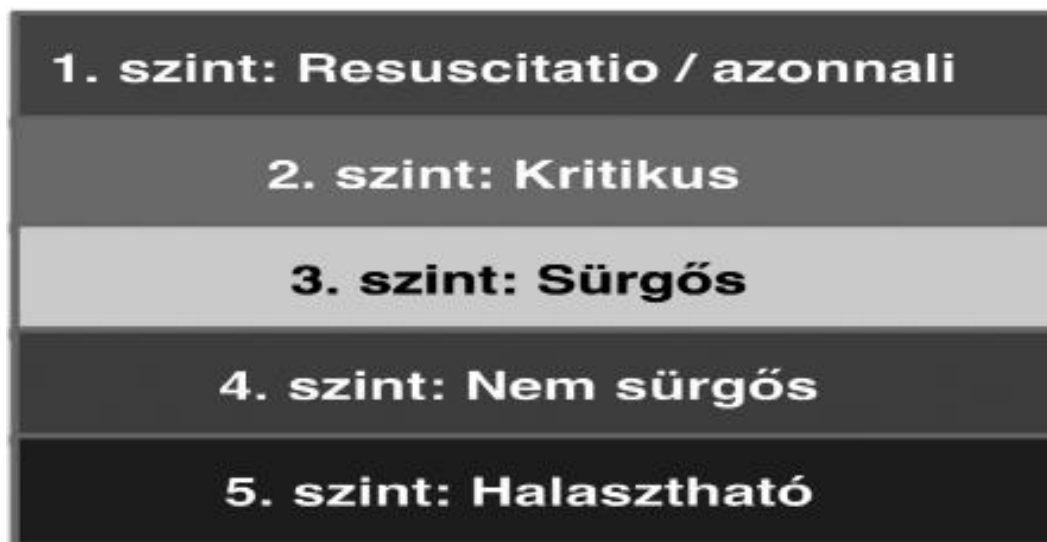 1. szint: Resuscitatio / azonnali
2. szint: Kritikus
3. szint: Sürgős
4. szint: Nem sürgős
5. szint: Halasztható